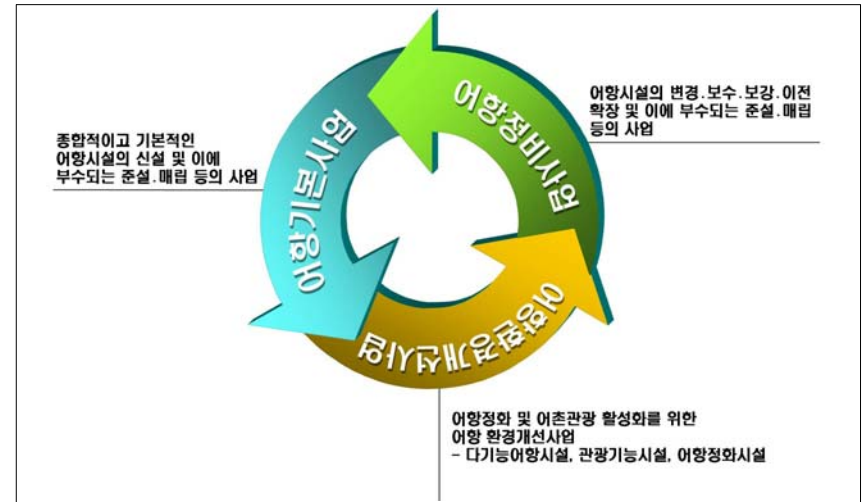 종합적이고 기본적인
어항시설의 신설 및 이에
부수되는 준설.매립 등의 사업
어항기본사업
어항정비사업
어항시설의 변경.보수.보강.이전
확장 및 이에 부수되는 준설.매립
등의 사업
어항환경개선사업
어항정화 및 어촌관광 활성화를 위한
어항 환경개선사업
- 다기능어항시설, 관광기능시설, 어항정화시설